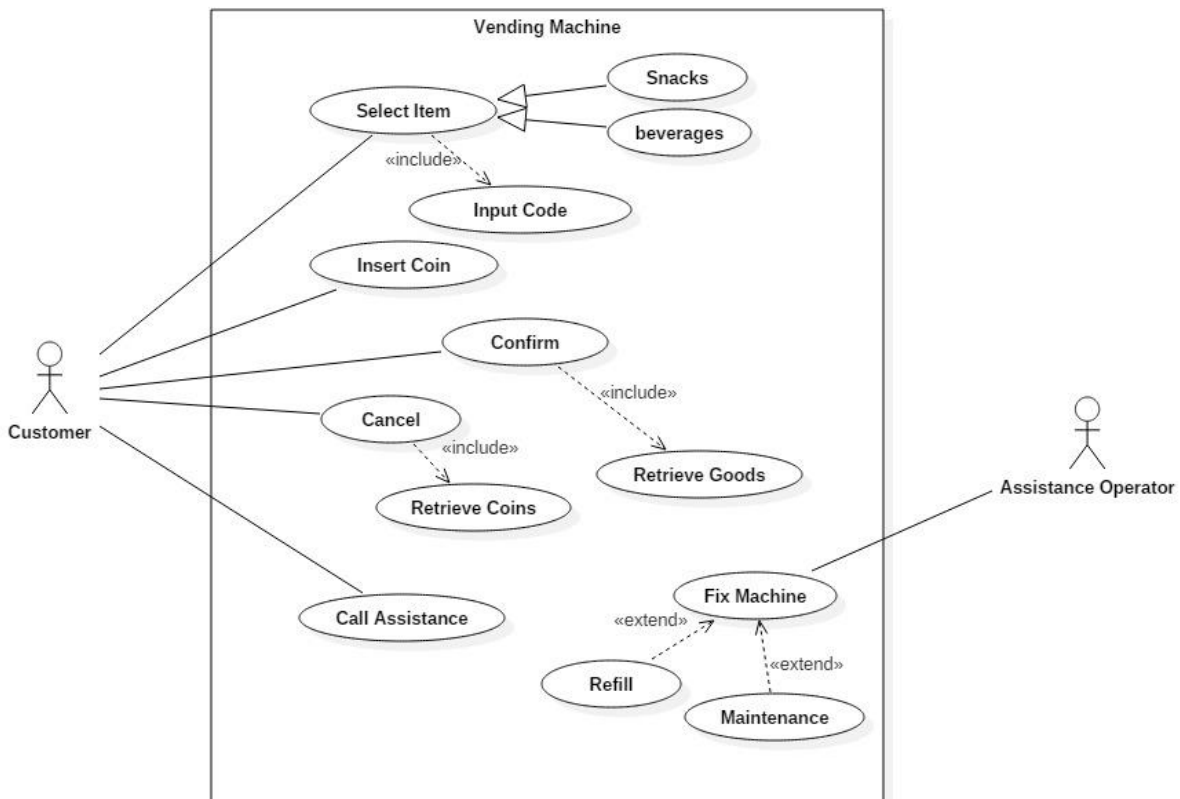 Vending Machine
Snacks
Select Item
beverages
«include»
Input Code
Insert Coin
Confirm
«include»
Cancel
Customer
«include»
Retrieve Goods
Assistance Operator
Retrieve Coins
Fix Machine
Call Assistance
«extend»
«extend»
Refill
Maintenance